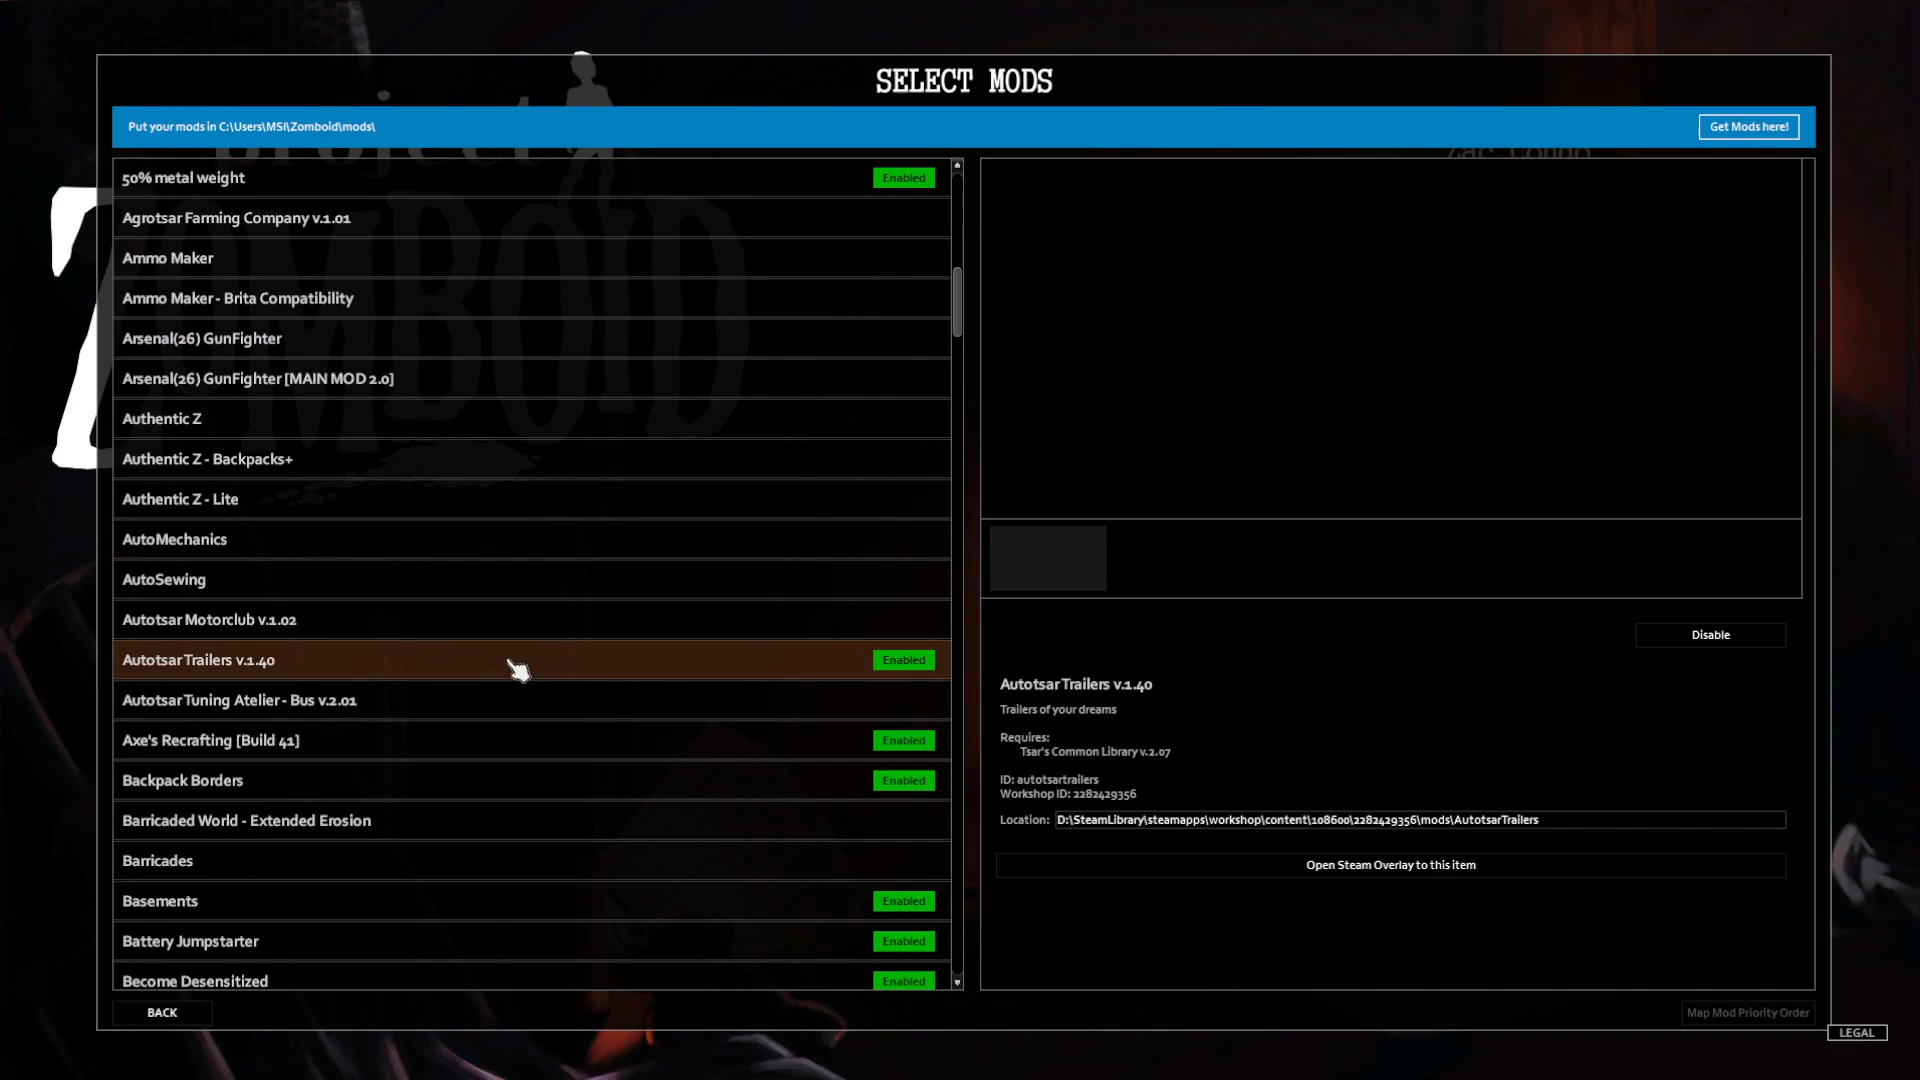 SELECT MODS
Put your mods in C:\Users\MSI\Zomboid\mods\
Get Mods here!
project
ZOMBOID
Zac Congo
50% metal weight Enabled
Agrotsar Farming Company v.1.01
Ammo Maker
Ammo Maker - Brita Compatibility
Arsenal(26) GunFighter
Arsenal(26) GunFighter [MAIN MOD 2.0]
Authentic Z
Authentic Z - Backpacks+
Authentic Z - Lite
AutoMechanics
AutoSewing
Autotsar Motorclub v.1.02
Autotsar Trailers v.1.40 Enabled
Autotsar Tuning Atelier - Bus v.2.01
Axe's Recrafting [Build 41] Enabled
Backpack Borders Enabled
Barricaded World - Extended Erosion
Barricades
Basements Enabled
Battery Jumpstarter Enabled
Become Desensitized Enabled
Disable
Autotsar Trailers v.1.40
Trailers of your dreams
Requires:
Tsar's Common Library v.2.07
ID: autotsartrailers
Workshop ID: 2282429356
Location: D:\SteamLibrary\steamapps\workshop\content\108600\2282429356\mods\AutotsarTrailers
Open Steam Overlay to this item
BACK
Map Mod Priority Order
LEGAL